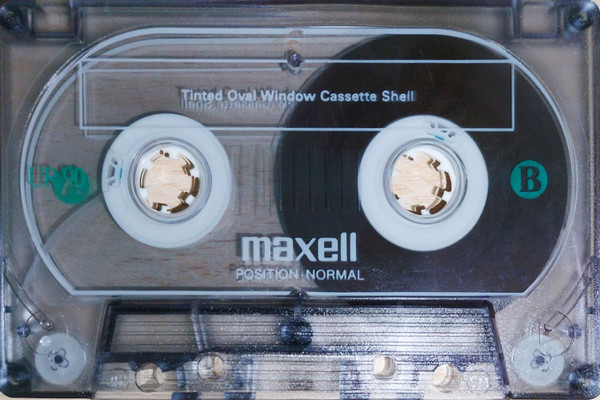 Tinted Oval Window Cassette Shell
B
maxell
POSITION·NORMAL